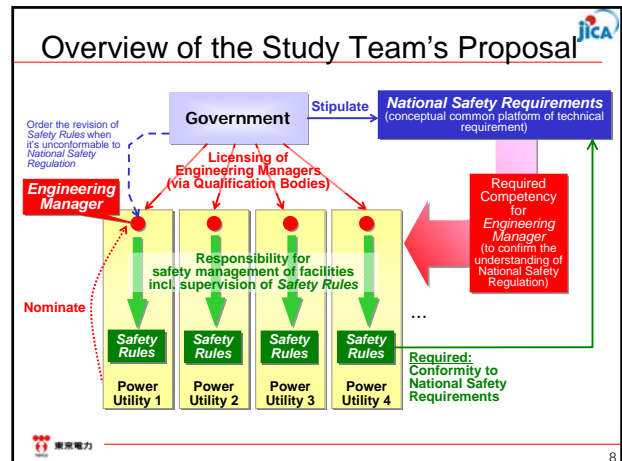 Overview of the Study Team's Proposal
jICA
Government
Stipulate
National Safety Requirements
(conceptual common platform of technical
requirement)
Order the revision of
Safety Rules when
it's unconformable to
National Safety
Regulation
Licensing of
Engineering Managers
(via Qualification Bodies)
Engineering
Manager
Required
Competency
for
Engineering
Manager
(to confirm the
understanding of
National Safety
Regulation)
Responsibility for
safety management of facilities
incl. supervision of Safety Rules
Nominate
...
Safety
Rules
Safety
Rules
Safety
Rules
Safety
Rules
Power
Utility 1
Power
Utility 2
Power
Utility 3
Power
Utility 4
Required:
Conformity to
National Safety
Requirements
東京電力
TEPCO
8